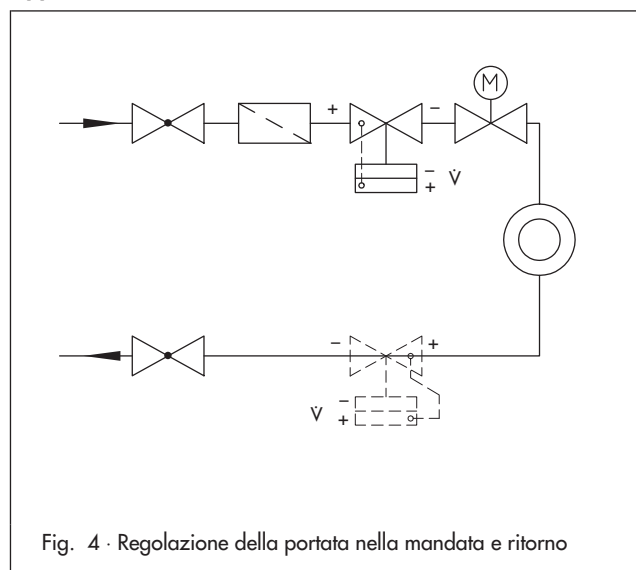 M
+
−
−
+ V̇
−
+
V̇ −
+
Fig. 4 · Regolazione della portata nella mandata e ritorno